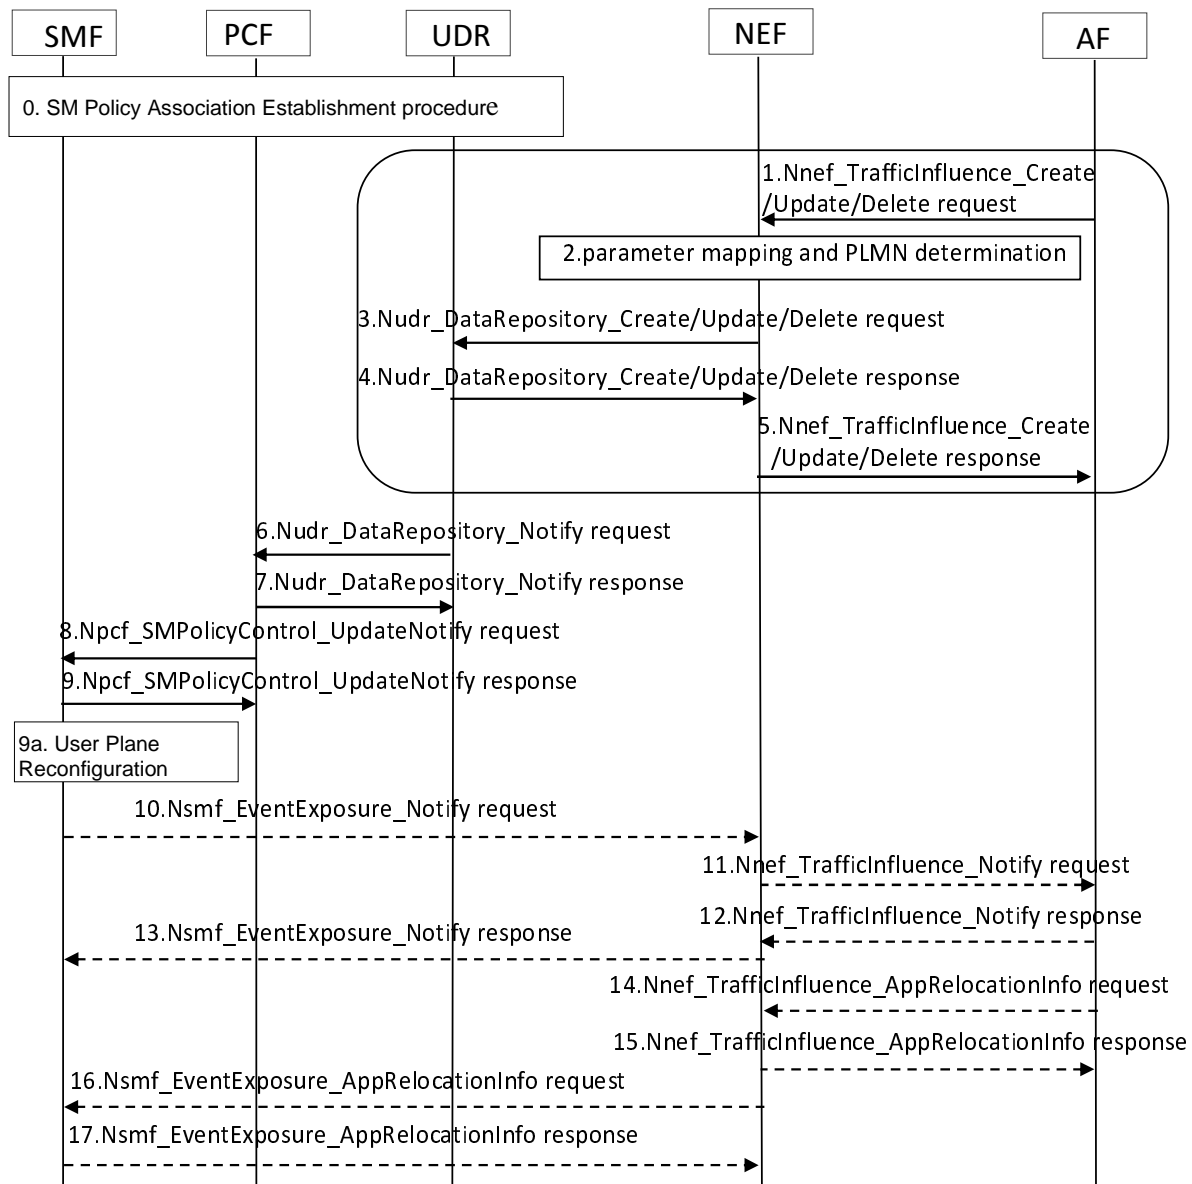 SMF PCF UDR NEF AF
0. SM Policy Association Establishment procedure
1.Nnef_TrafficInfluence_Create
/Update/Delete request
2.parameter mapping and PLMN determination
3.Nudr_DataRepository_Create/Update/Delete request
4.Nudr_DataRepository_Create/Update/Delete response
5.Nnef_TrafficInfluence_Create
/Update/Delete response
6.Nudr_DataRepository_Notify request
7.Nudr_DataRepository_Notify response
8.Npcf_SMPolicyControl_UpdateNotify request
9.Npcf_SMPolicyControl_UpdateNotify response
9a. User Plane
Reconfiguration
10.Nsmf_EventExposure_Notify request
11.Nnef_TrafficInfluence_Notify request
12.Nnef_TrafficInfluence_Notify response
13.Nsmf_EventExposure_Notify response
14.Nnef_TrafficInfluence_AppRelocationInfo request
15.Nnef_TrafficInfluence_AppRelocationInfo response
16.Nsmf_EventExposure_AppRelocationInfo request
17.Nsmf_EventExposure_AppRelocationInfo response